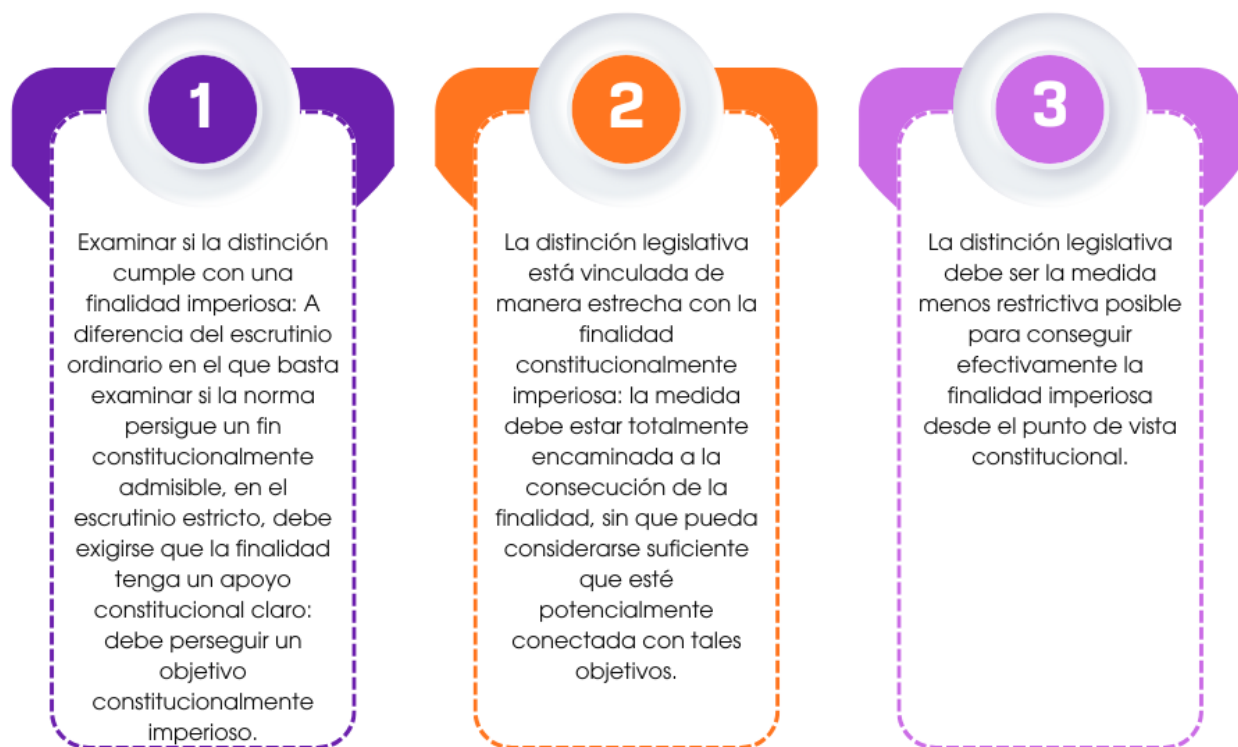 1
Examinar si la distinción
cumple con una
finalidad imperiosa: A
diferencia del escrutinio
ordinario en el que basta
examinar si la norma
persigue un fin
constitucionalmente
admisible, en el
escrutinio estricto, debe
exigirse que la finalidad
tenga un apoyo
constitucional claro:
debe perseguir un
objetivo
constitucionalmente
imperioso.
2
La distinción legislativa
está vinculada de
manera estrecha con la
finalidad
constitucionalmente
imperiosa: la medida
debe estar totalmente
encaminada a la
consecución de la
finalidad, sin que pueda
considerarse suficiente
que esté
potencialmente
conectada con tales
objetivos.
3
La distinción legislativa
debe ser la medida
menos restrictiva posible
para conseguir
efectivamente la
finalidad imperiosa
desde el punto de vista
constitucional.